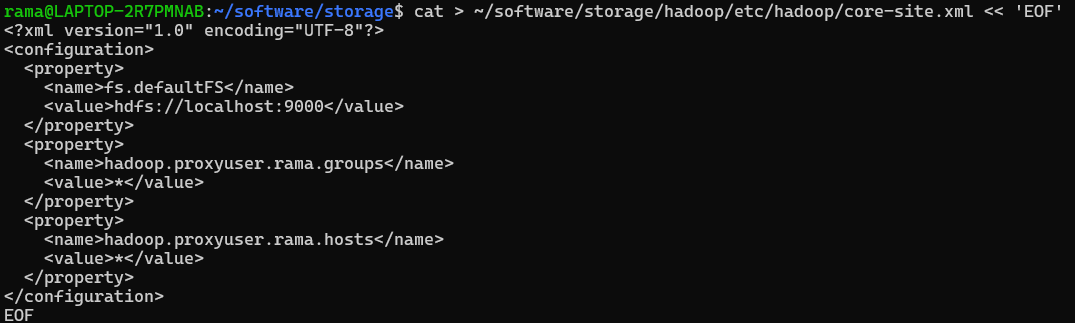 rama@LAPTOP-2R7PMNAB:~/software/storage$ cat > ~/software/storage/hadoop/etc/hadoop/core-site.xml << 'EOF'
<?xml version="1.0" encoding="UTF-8"?>
<configuration>
  <property>
    <name>fs.defaultFS</name>
    <value>hdfs://localhost:9000</value>
  </property>
  <property>
    <name>hadoop.proxyuser.rama.groups</name>
    <value>*</value>
  </property>
  <property>
    <name>hadoop.proxyuser.rama.hosts</name>
    <value>*</value>
  </property>
</configuration>
EOF